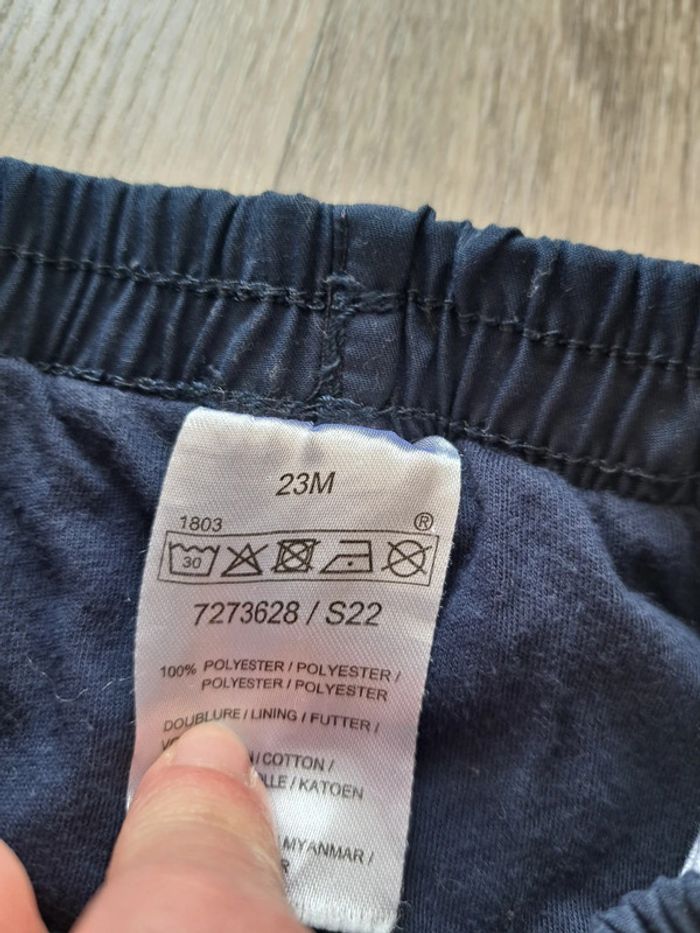 23M
1803 ®
30
7273628 / S22
100% POLYESTER / POLYESTER /
POLYESTER / POLYESTER
DOUBLURE / LINING / FUTTER /
/ COTTON /
/ KATOEN
MYANMAR /